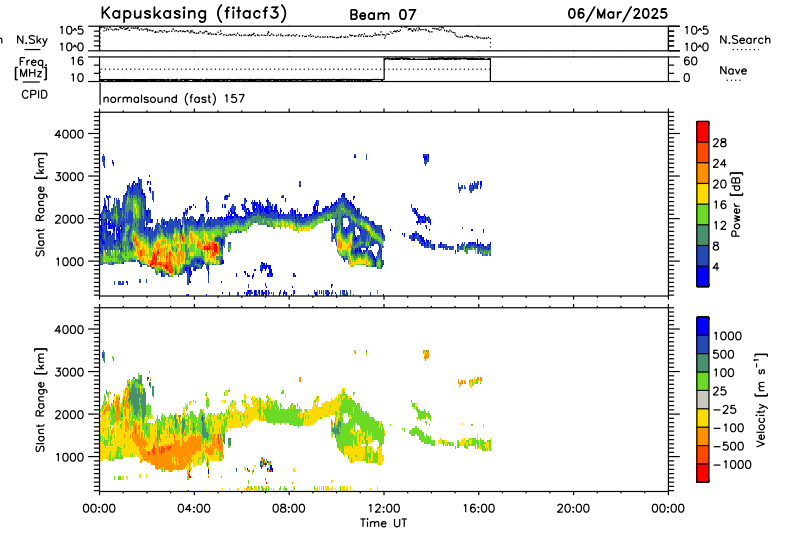 Kapuskasing (fitacf3) Beam 07 06/Mar/2025
N.Sky 10^5 10^0 10^5 10^0 N.Search
Freq. [MHz] 16 10 60 0 Nave
CPID normalsound (fast) 157
Slant Range [km]
4000
3000
2000
1000
28
24
20
16
12
8
4
Power [dB]
Slant Range [km]
4000
3000
2000
1000
1000
500
100
25
-25
-100
-500
-1000
Velocity [m s⁻¹]
00:00 04:00 08:00 12:00 16:00 20:00 00:00
Time UT